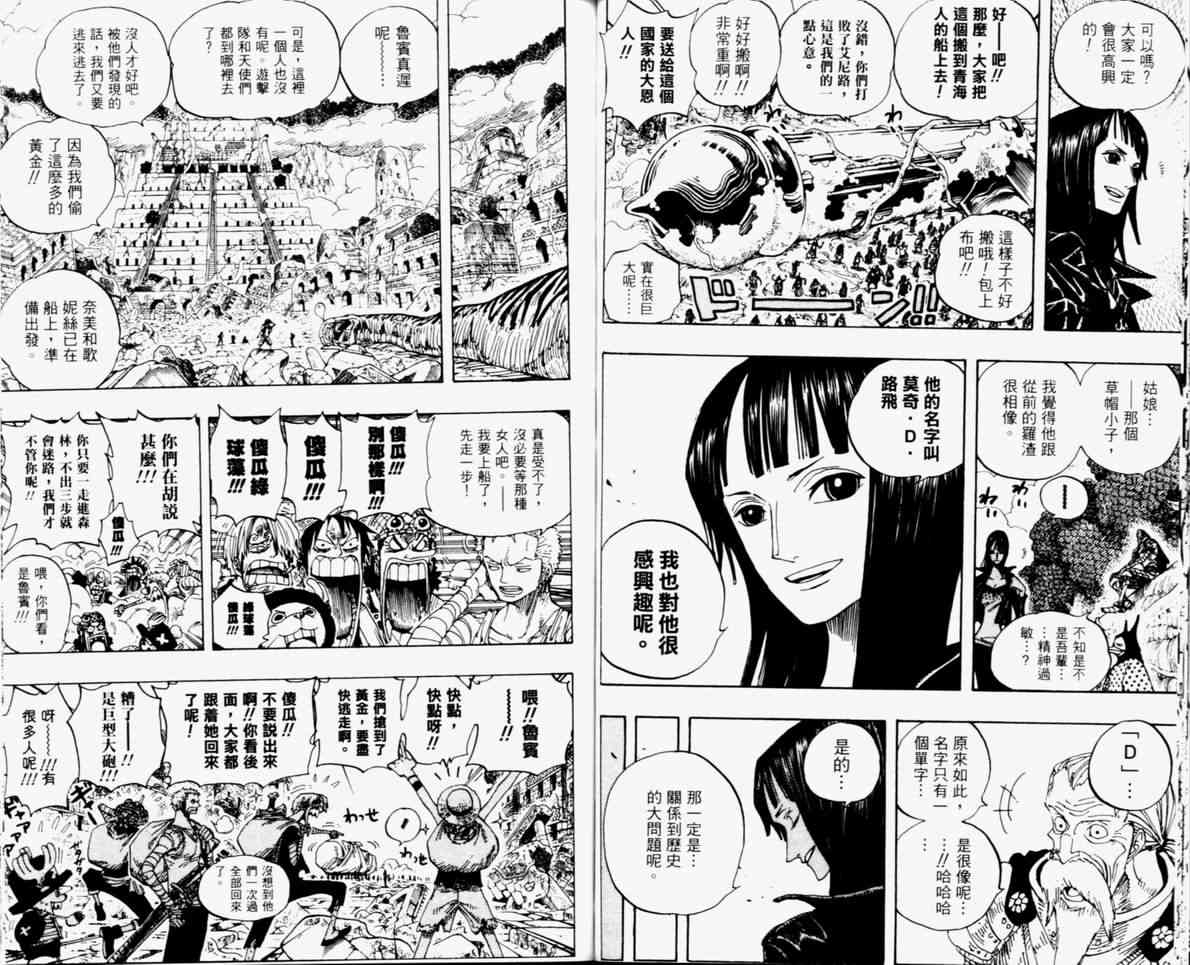 可以嗎?
大家一定
會很高興
的!
好——吧!!
那麼,大家把
這個搬到青海
人的船上去!
沒錯,你們打
敗了艾尼路,
這是我們的一
點心意。
好好搬啊!!
非常重啊!!
要送給這個
國家的大恩
人!!
這樣子不好
搬哦!包上
布吧!!
實在很巨
大呢……
ドーーン!!
姑娘…
——那個
草帽小子,
我覺得他跟
從前的羅渣
很相像。
わい
わい
不知是不
是吾輩…
…精神過
敏…?
他的名字叫
莫奇.D.
路飛
我也對他很
感興趣呢。
「D」…
原來如此,
名字只有一
個單字…
…
是很像呢…
…!!哈哈哈
…
是的…
那一定是…
關係到歷史
的大問題呢。
魯賓真遲
呢~~~
可是,這裡
一個人也沒
有呢。遊擊
隊和天使們
都到哪裡去
了?
沒人才好吧。
被他們發現的
話,我們又要
逃來逃去了。
因為我們偷
了這麼多的
黃金!!
奈美和歌
妮絲已在
船上,準
備出發。
真是受不了,
沒必要等那種
女人吧。——
我要上船了,
先走一步!
傻瓜!!!
別那樣啊!!!
傻瓜!!!
傻瓜綠
球藻!!!
綠球藻
傻瓜!!!
你們在胡說
甚麼!!!
你只要一走進森
林,不出三步就
會迷路,我們才
不管你呢!!
傻瓜!!!
喂,你們看,
是魯賓!!!
喂!!魯賓
~~~~!!!
快點,
快點呀!!
我們搶到了
黃金,要盡
快逃走啊。
傻瓜!!
不要說出來
啊!!你看後
面,大家都
跟着她回來
了呢!
糟了——!!
是巨型大砲!!!
呀~~~!!!有
很多人呢!!!
わっせ
わっせ
沒想到他
們一次過
全部回來
了。
ギャアアア